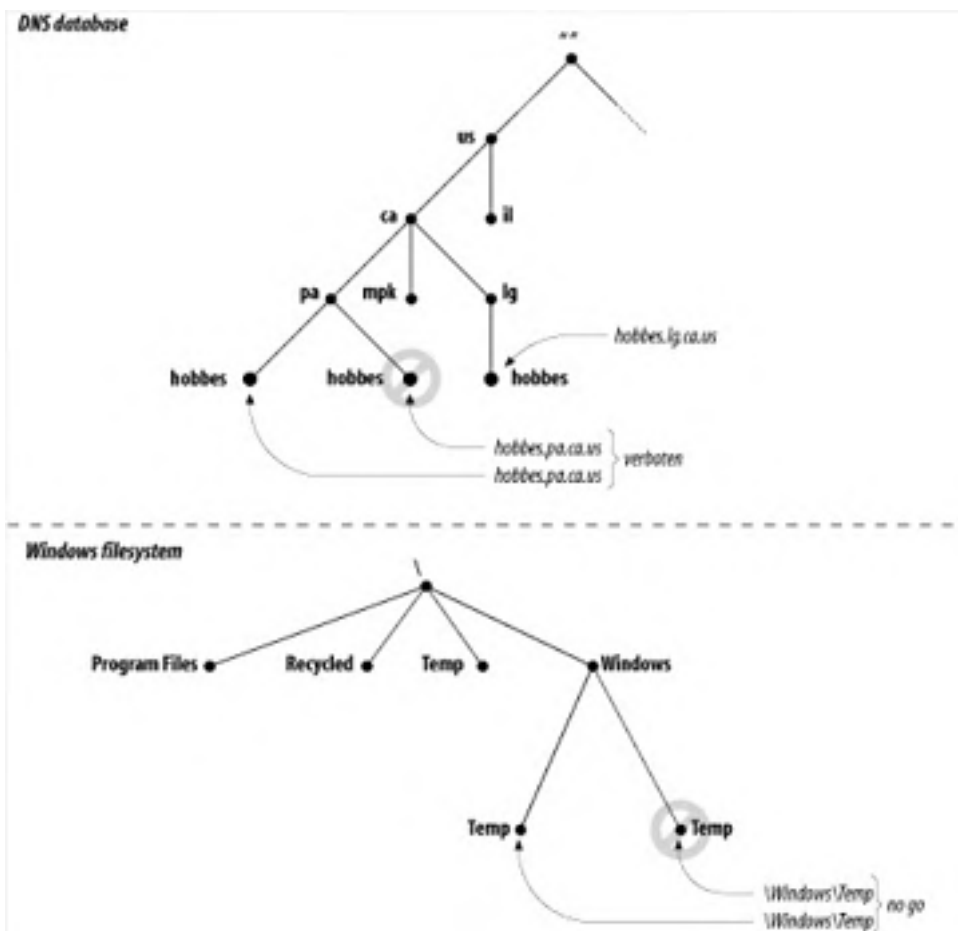 DNS database
" "
us
ca
il
pa
mpk
lg
hobbes.lg.ca.us
hobbes
hobbes
hobbes
hobbes.pa.ca.us
verboten
hobbes.pa.ca.us
Windows filesystem
\
Program Files
Recycled
Temp
Windows
Temp
Temp
\Windows\Temp
no go
\Windows\Temp